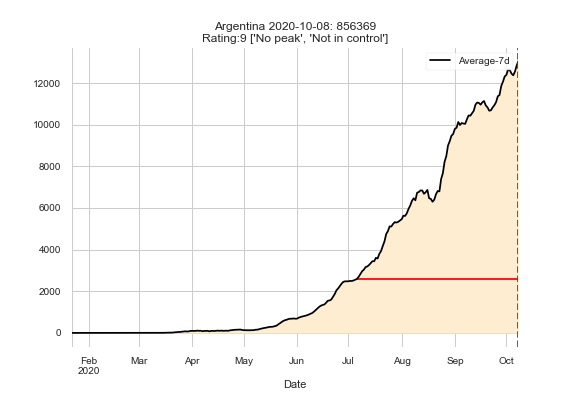 Argentina 2020-10-08: 856369
Rating:9 ['No peak', 'Not in control']
Average-7d
12000
10000
8000
6000
4000
2000
0
Feb Mar Apr May Jun Jul Aug Sep Oct
2020
Date